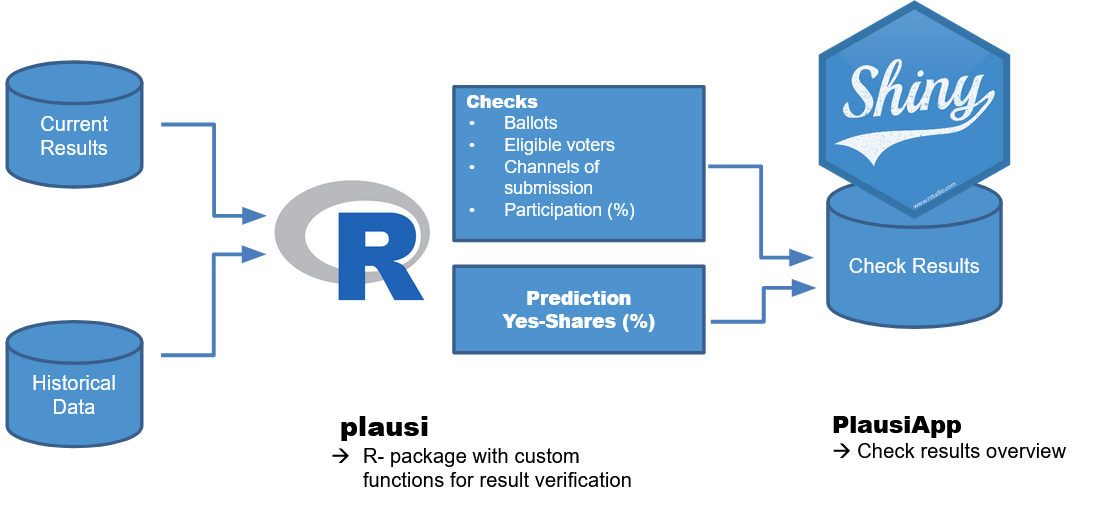 Current
Results
Historical
Data
R
Checks
• Ballots
• Eligible voters
• Channels of
submission
• Participation (%)
Prediction
Yes-Shares (%)
plausi
→ R- package with custom
functions for result verification
Shiny
www.rstudio.com
Check Results
PlausiApp
→ Check results overview